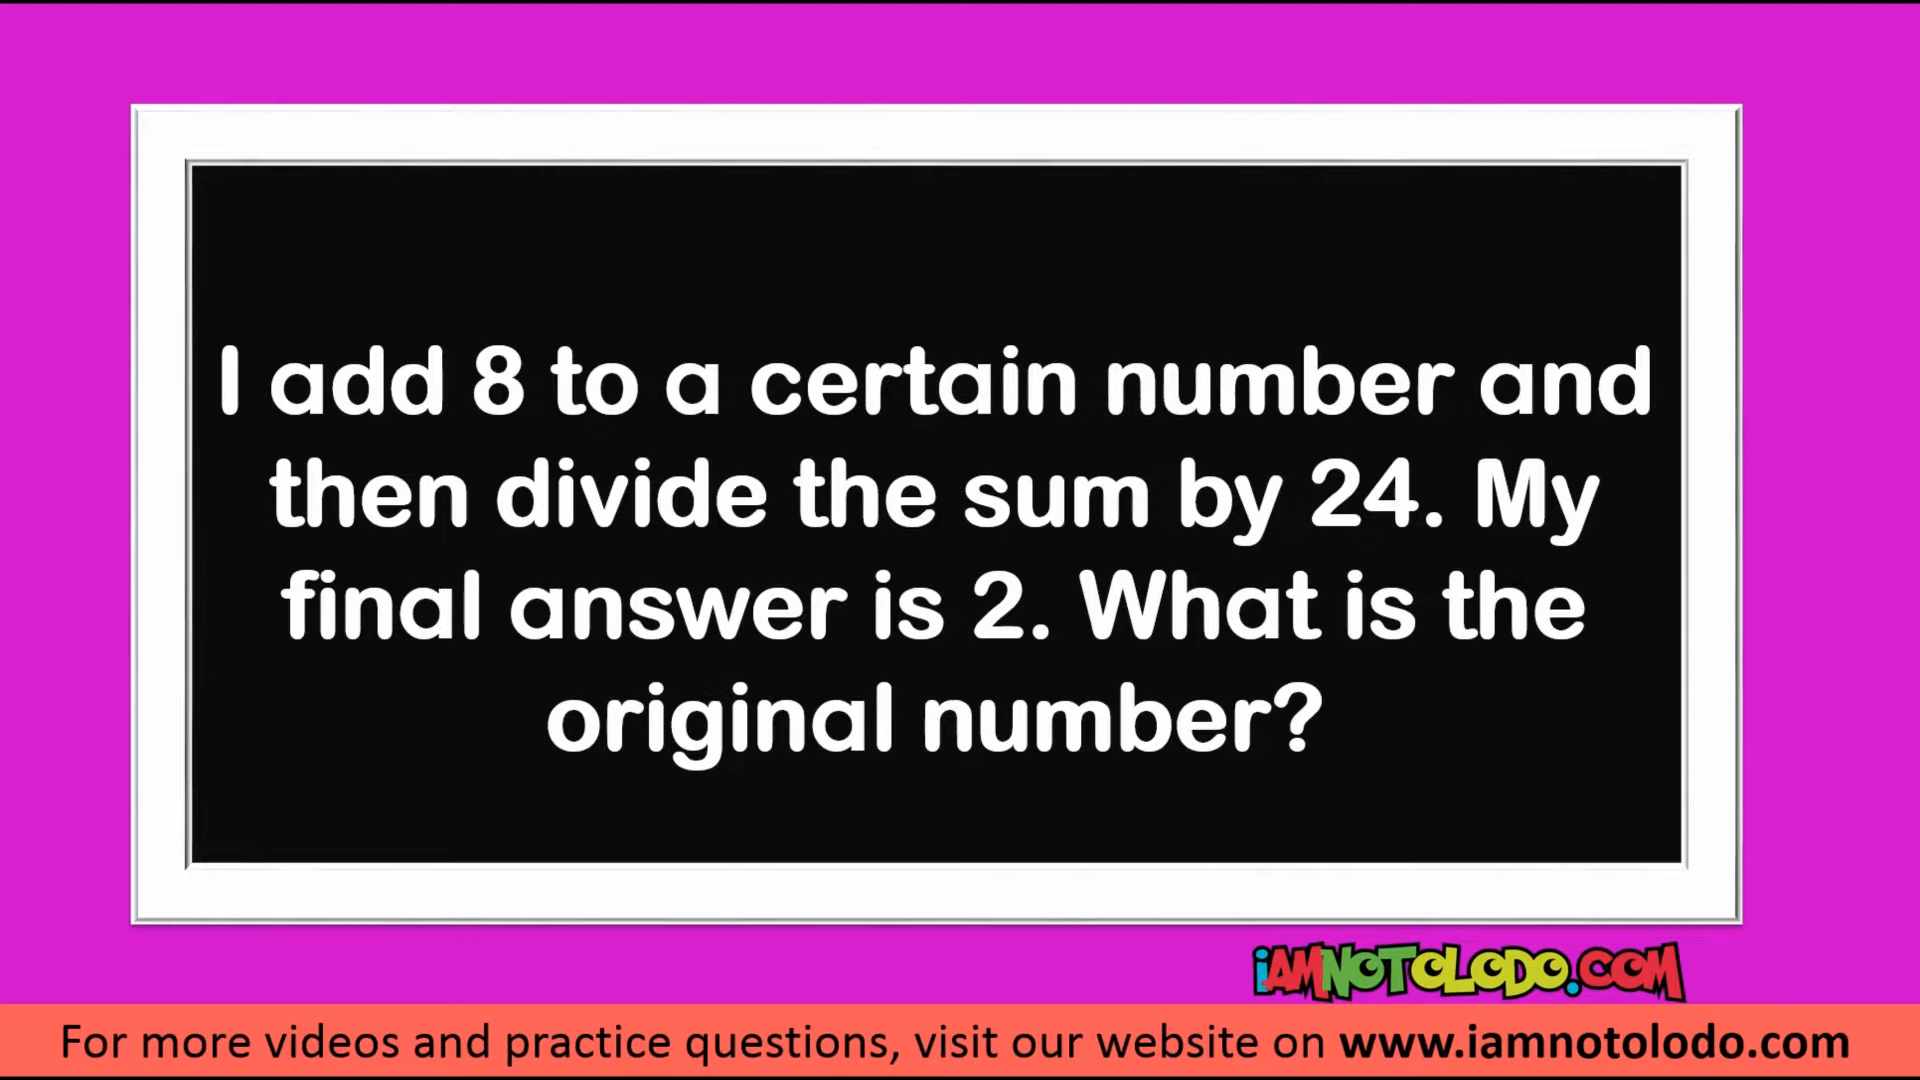 I add 8 to a certain number and
then divide the sum by 24. My
final answer is 2. What is the
original number?
iAMNOTOLODO.COM
For more videos and practice questions, visit our website on www.iamnotolodo.com